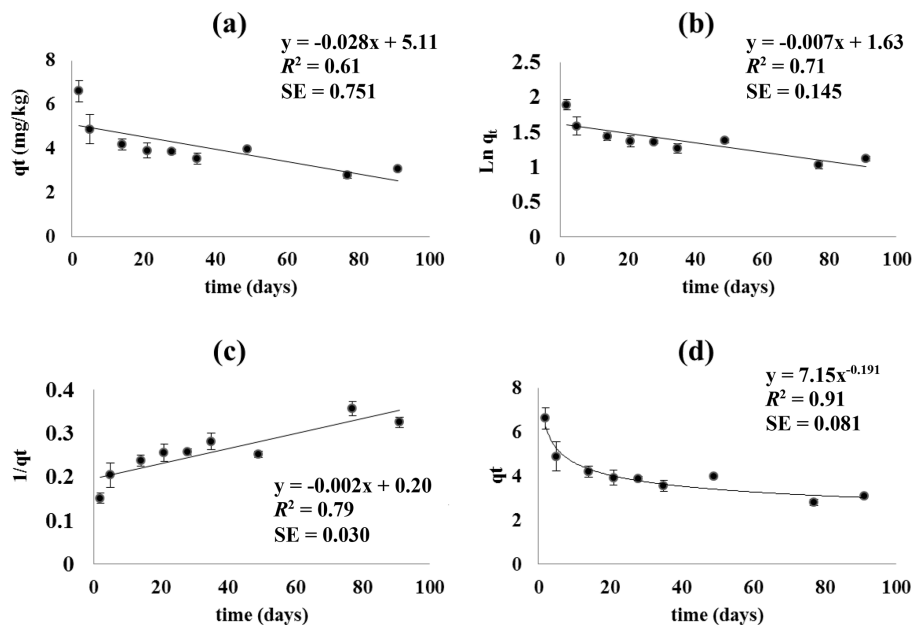 (a)
y = -0.028x + 5.11
R² = 0.61
SE = 0.751
qt (mg/kg)
8
6
4
2
0
0 20 40 60 80 100
time (days)
(b)
y = -0.007x + 1.63
R² = 0.71
SE = 0.145
Ln qt
2.5
2
1.5
1
0.5
0
0 20 40 60 80 100
time (days)
(c)
1/qt
0.4
0.3
0.2
0.1
0
y = -0.002x + 0.20
R² = 0.79
SE = 0.030
0 20 40 60 80 100
time (days)
(d)
y = 7.15x^-0.191
R² = 0.91
SE = 0.081
qt
8
6
4
2
0
0 20 40 60 80 100
time (days)